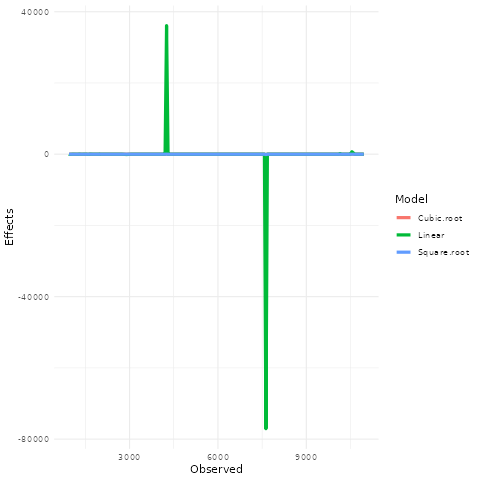 40000
0
-40000
-80000
Effects
3000
6000
9000
Observed
Model
Cubic.root
Linear
Square.root